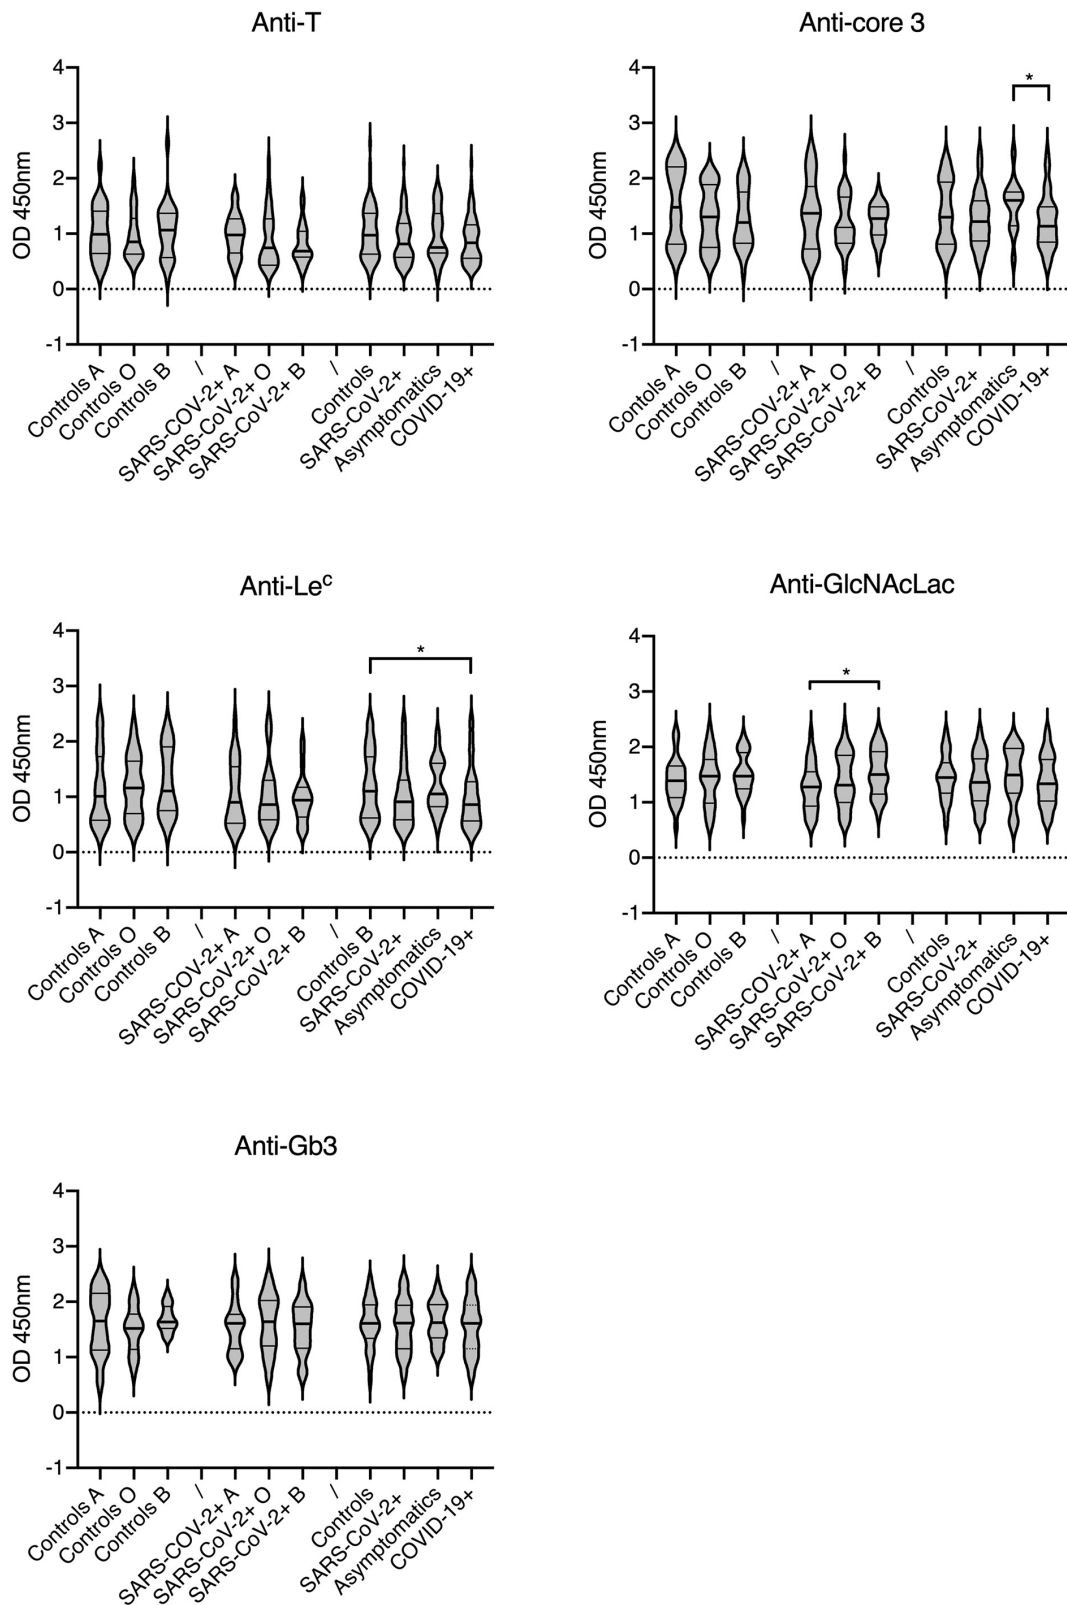 Anti-T
4
3
2
1
0
-1
OD 450nm
Controls A
Controls O
Controls B
/
SARS-COV-2+ A
SARS-CoV-2+ O
SARS-CoV-2+ B
/
Controls
SARS-CoV-2+
Asymptomatics
COVID-19+
Anti-core 3
*
4
3
2
1
0
-1
OD 450nm
Contols A
Controls O
Controls B
/
SARS-COV-2+ A
SARS-CoV-2+ O
SARS-CoV-2+ B
/
Controls
SARS-CoV-2+
Asymptomatics
COVID-19+
Anti-Lec
*
4
3
2
1
0
-1
OD 450nm
Controls A
Controls O
Controls B
/
SARS-COV-2+ A
SARS-CoV-2+ O
SARS-CoV-2+ B
/
Controls B
SARS-CoV-2+
Asymptomatics
COVID-19+
Anti-GlcNAcLac
*
4
3
2
1
0
-1
OD 450nm
Controls A
Controls O
Controls B
/
SARS-COV-2+ A
SARS-CoV-2+ O
SARS-CoV-2+ B
/
Controls
SARS-CoV-2+
Asymptomatics
COVID-19+
Anti-Gb3
4
3
2
1
0
-1
OD 450nm
Controls A
Controls O
Controls B
/
SARS-COV-2+ A
SARS-CoV-2+ O
SARS-CoV-2+ B
/
Controls
SARS-CoV-2+
Asymptomatics
COVID-19+